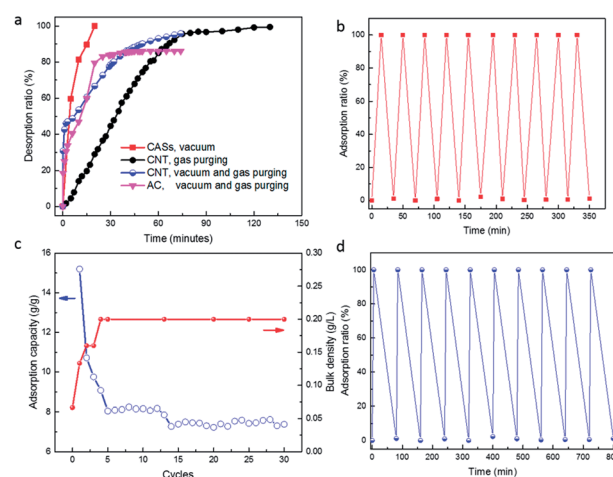 a
Desorption ratio (%)
100
80
60
40
20
0
CASs, vacuum
CNT, gas purging
CNT, vacuum and gas purging
AC, vacuum and gas purging
0 30 60 90 120 150
Time (minutes)
b
Adsorption ratio (%)
100
80
60
40
20
0
0 50 100 150 200 250 300 350
Time (min)
c
Adsorption capacity (g/g)
16
14
12
10
8
6
0.30
0.25
0.20
0.15
0.10
0.05
0.00
Bulk density (g/L)
0 5 10 15 20 25 30
Cycles
d
Adsorption ratio (%)
100
80
60
40
20
0
0 100 200 300 400 500 600 700 800
Time (min)